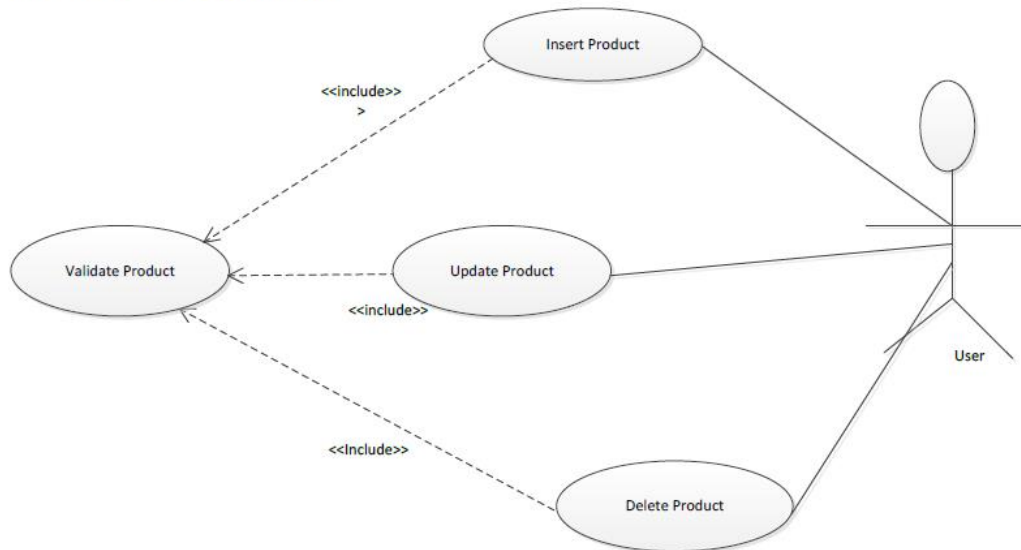 Insert Product
<<include>>
>
Validate Product
Update Product
<<include>>
User
<<Include>>
Delete Product